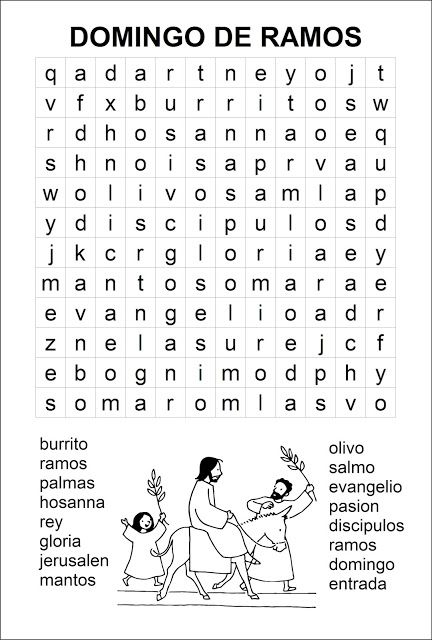 DOMINGO DE RAMOS
q a d a r t n e y o j t
v f x b u r r i t o s w
r d h o s a n n a o e q
s h n o i s a p r v a u
w o l i v o s a m l a p
y d i s c i p u l o s d
j k c r g l o r i a e y
m a n t o s o m a r a e
e v a n g e l i o a d r
z n e l a s u r e j c f
e b o g n i m o d p h y
s o m a r o m l a s v o
burrito
ramos
palmas
hosanna
rey
gloria
jerusalen
mantos
olivo
salmo
evangelio
pasion
discipulos
ramos
domingo
entrada